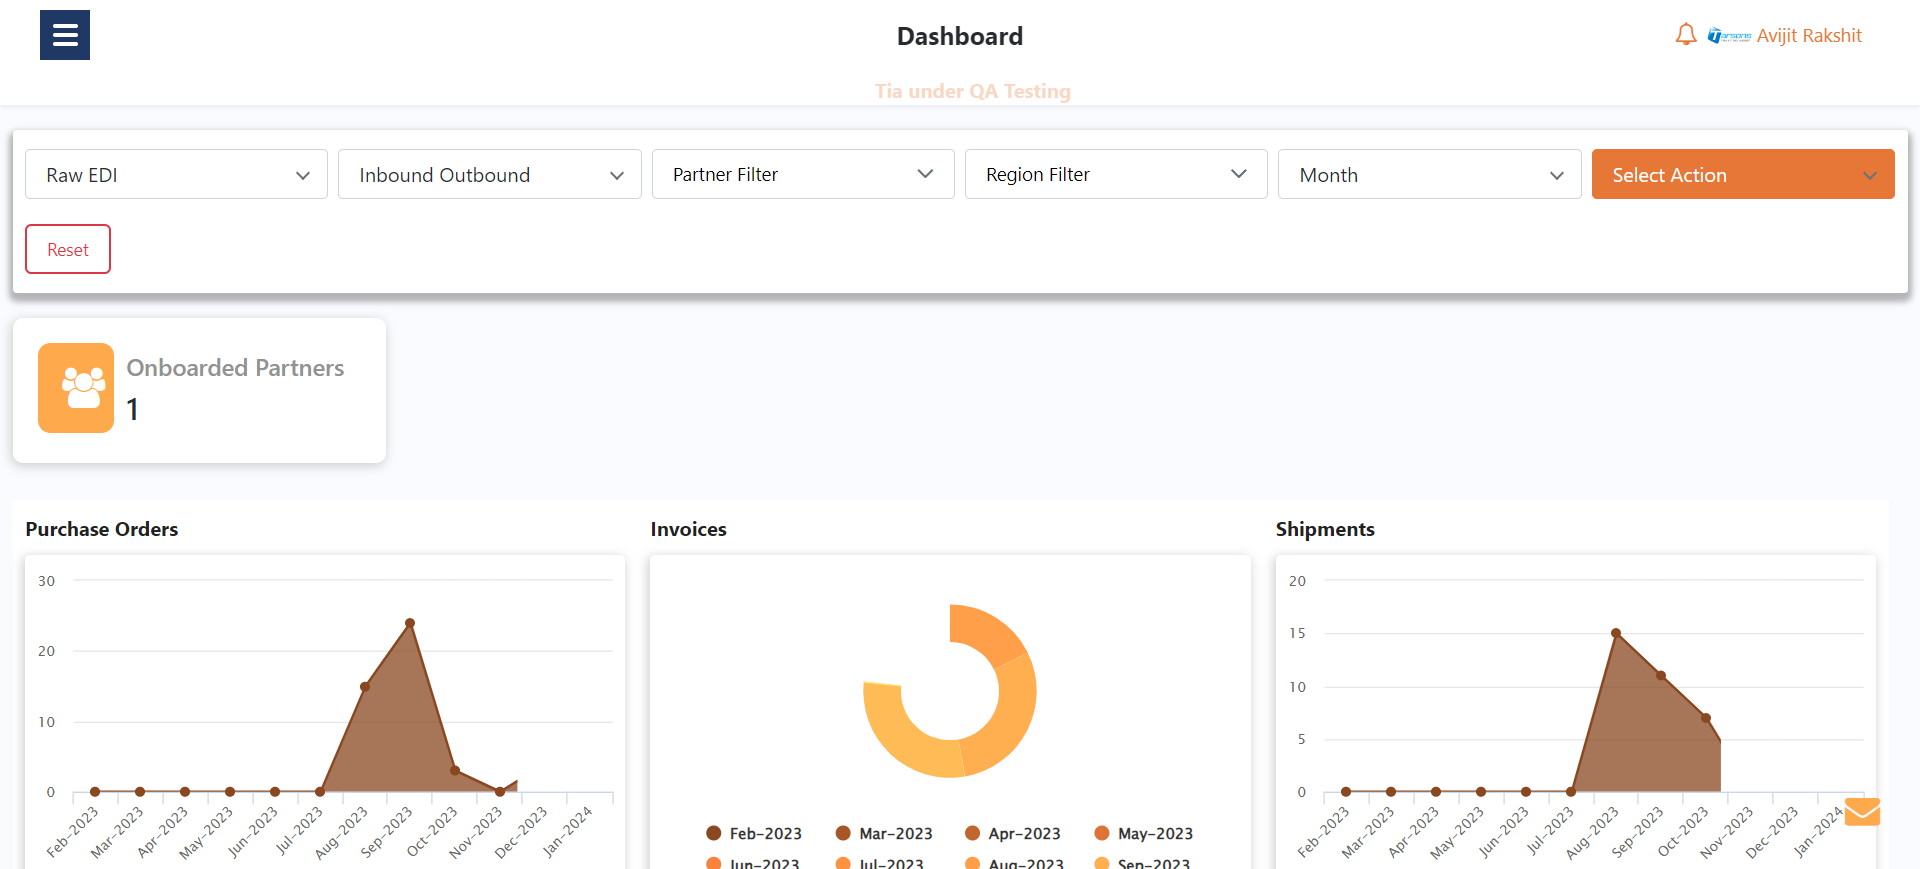 Dashboard
Tarsons
Avijit Rakshit
Tia under QA Testing
Raw EDI
Inbound Outbound
Partner Filter
Region Filter
Month
Select Action
Reset
Onboarded Partners
1
Purchase Orders
30
20
10
0
Feb-2023
Mar-2023
Apr-2023
May-2023
Jun-2023
Jul-2023
Aug-2023
Sep-2023
Oct-2023
Nov-2023
Dec-2023
Jan-2024
Invoices
Feb-2023
Mar-2023
Apr-2023
May-2023
Jun-2023
Jul-2023
Aug-2023
Sep-2023
Shipments
20
15
10
5
0
Feb-2023
Mar-2023
Apr-2023
May-2023
Jun-2023
Jul-2023
Aug-2023
Sep-2023
Oct-2023
Nov-2023
Dec-2023
Jan-2024